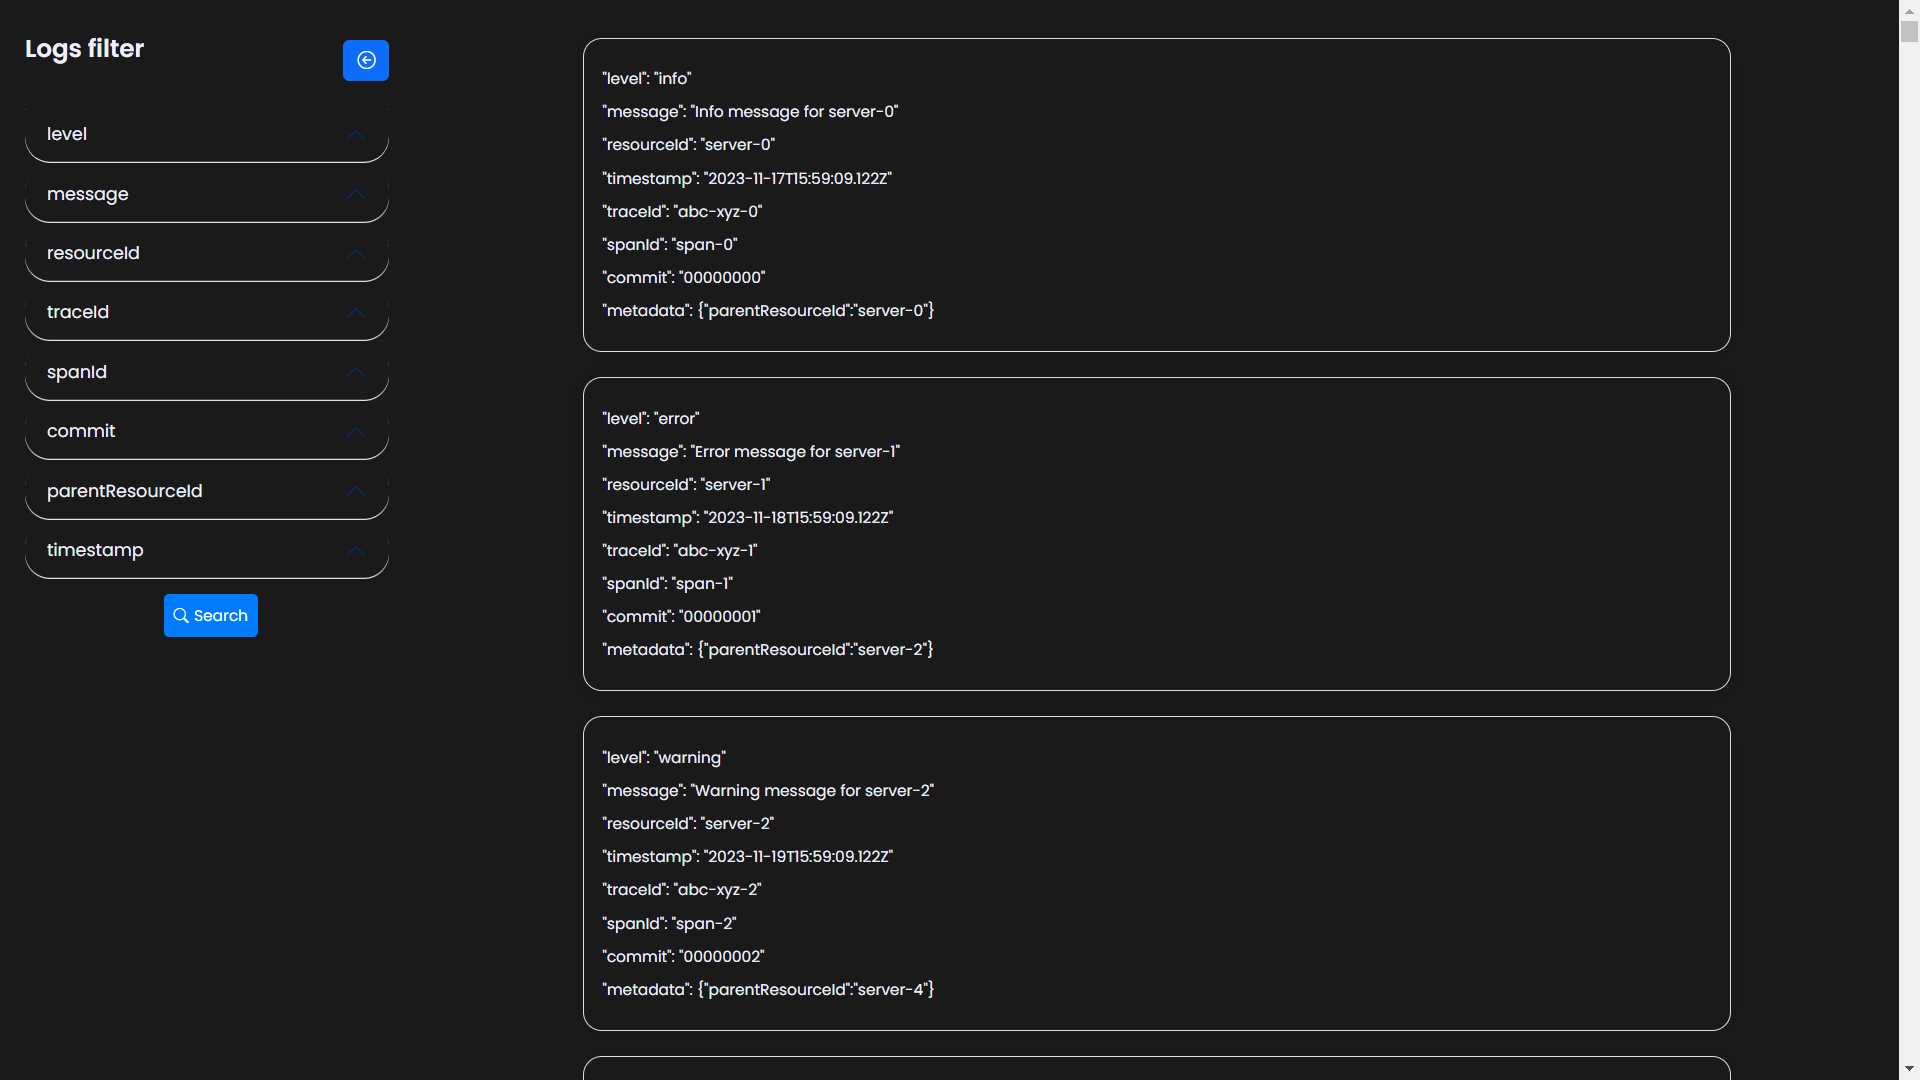 Logs filter
level
message
resourceId
traceId
spanId
commit
parentResourceId
timestamp
Search
"level": "info"
"message": "Info message for server-0"
"resourceId": "server-0"
"timestamp": "2023-11-17T15:59:09.122Z"
"traceId": "abc-xyz-0"
"spanId": "span-0"
"commit": "00000000"
"metadata": {"parentResourceId":"server-0"}
"level": "error"
"message": "Error message for server-1"
"resourceId": "server-1"
"timestamp": "2023-11-18T15:59:09.122Z"
"traceId": "abc-xyz-1"
"spanId": "span-1"
"commit": "00000001"
"metadata": {"parentResourceId":"server-2"}
"level": "warning"
"message": "Warning message for server-2"
"resourceId": "server-2"
"timestamp": "2023-11-19T15:59:09.122Z"
"traceId": "abc-xyz-2"
"spanId": "span-2"
"commit": "00000002"
"metadata": {"parentResourceId":"server-4"}